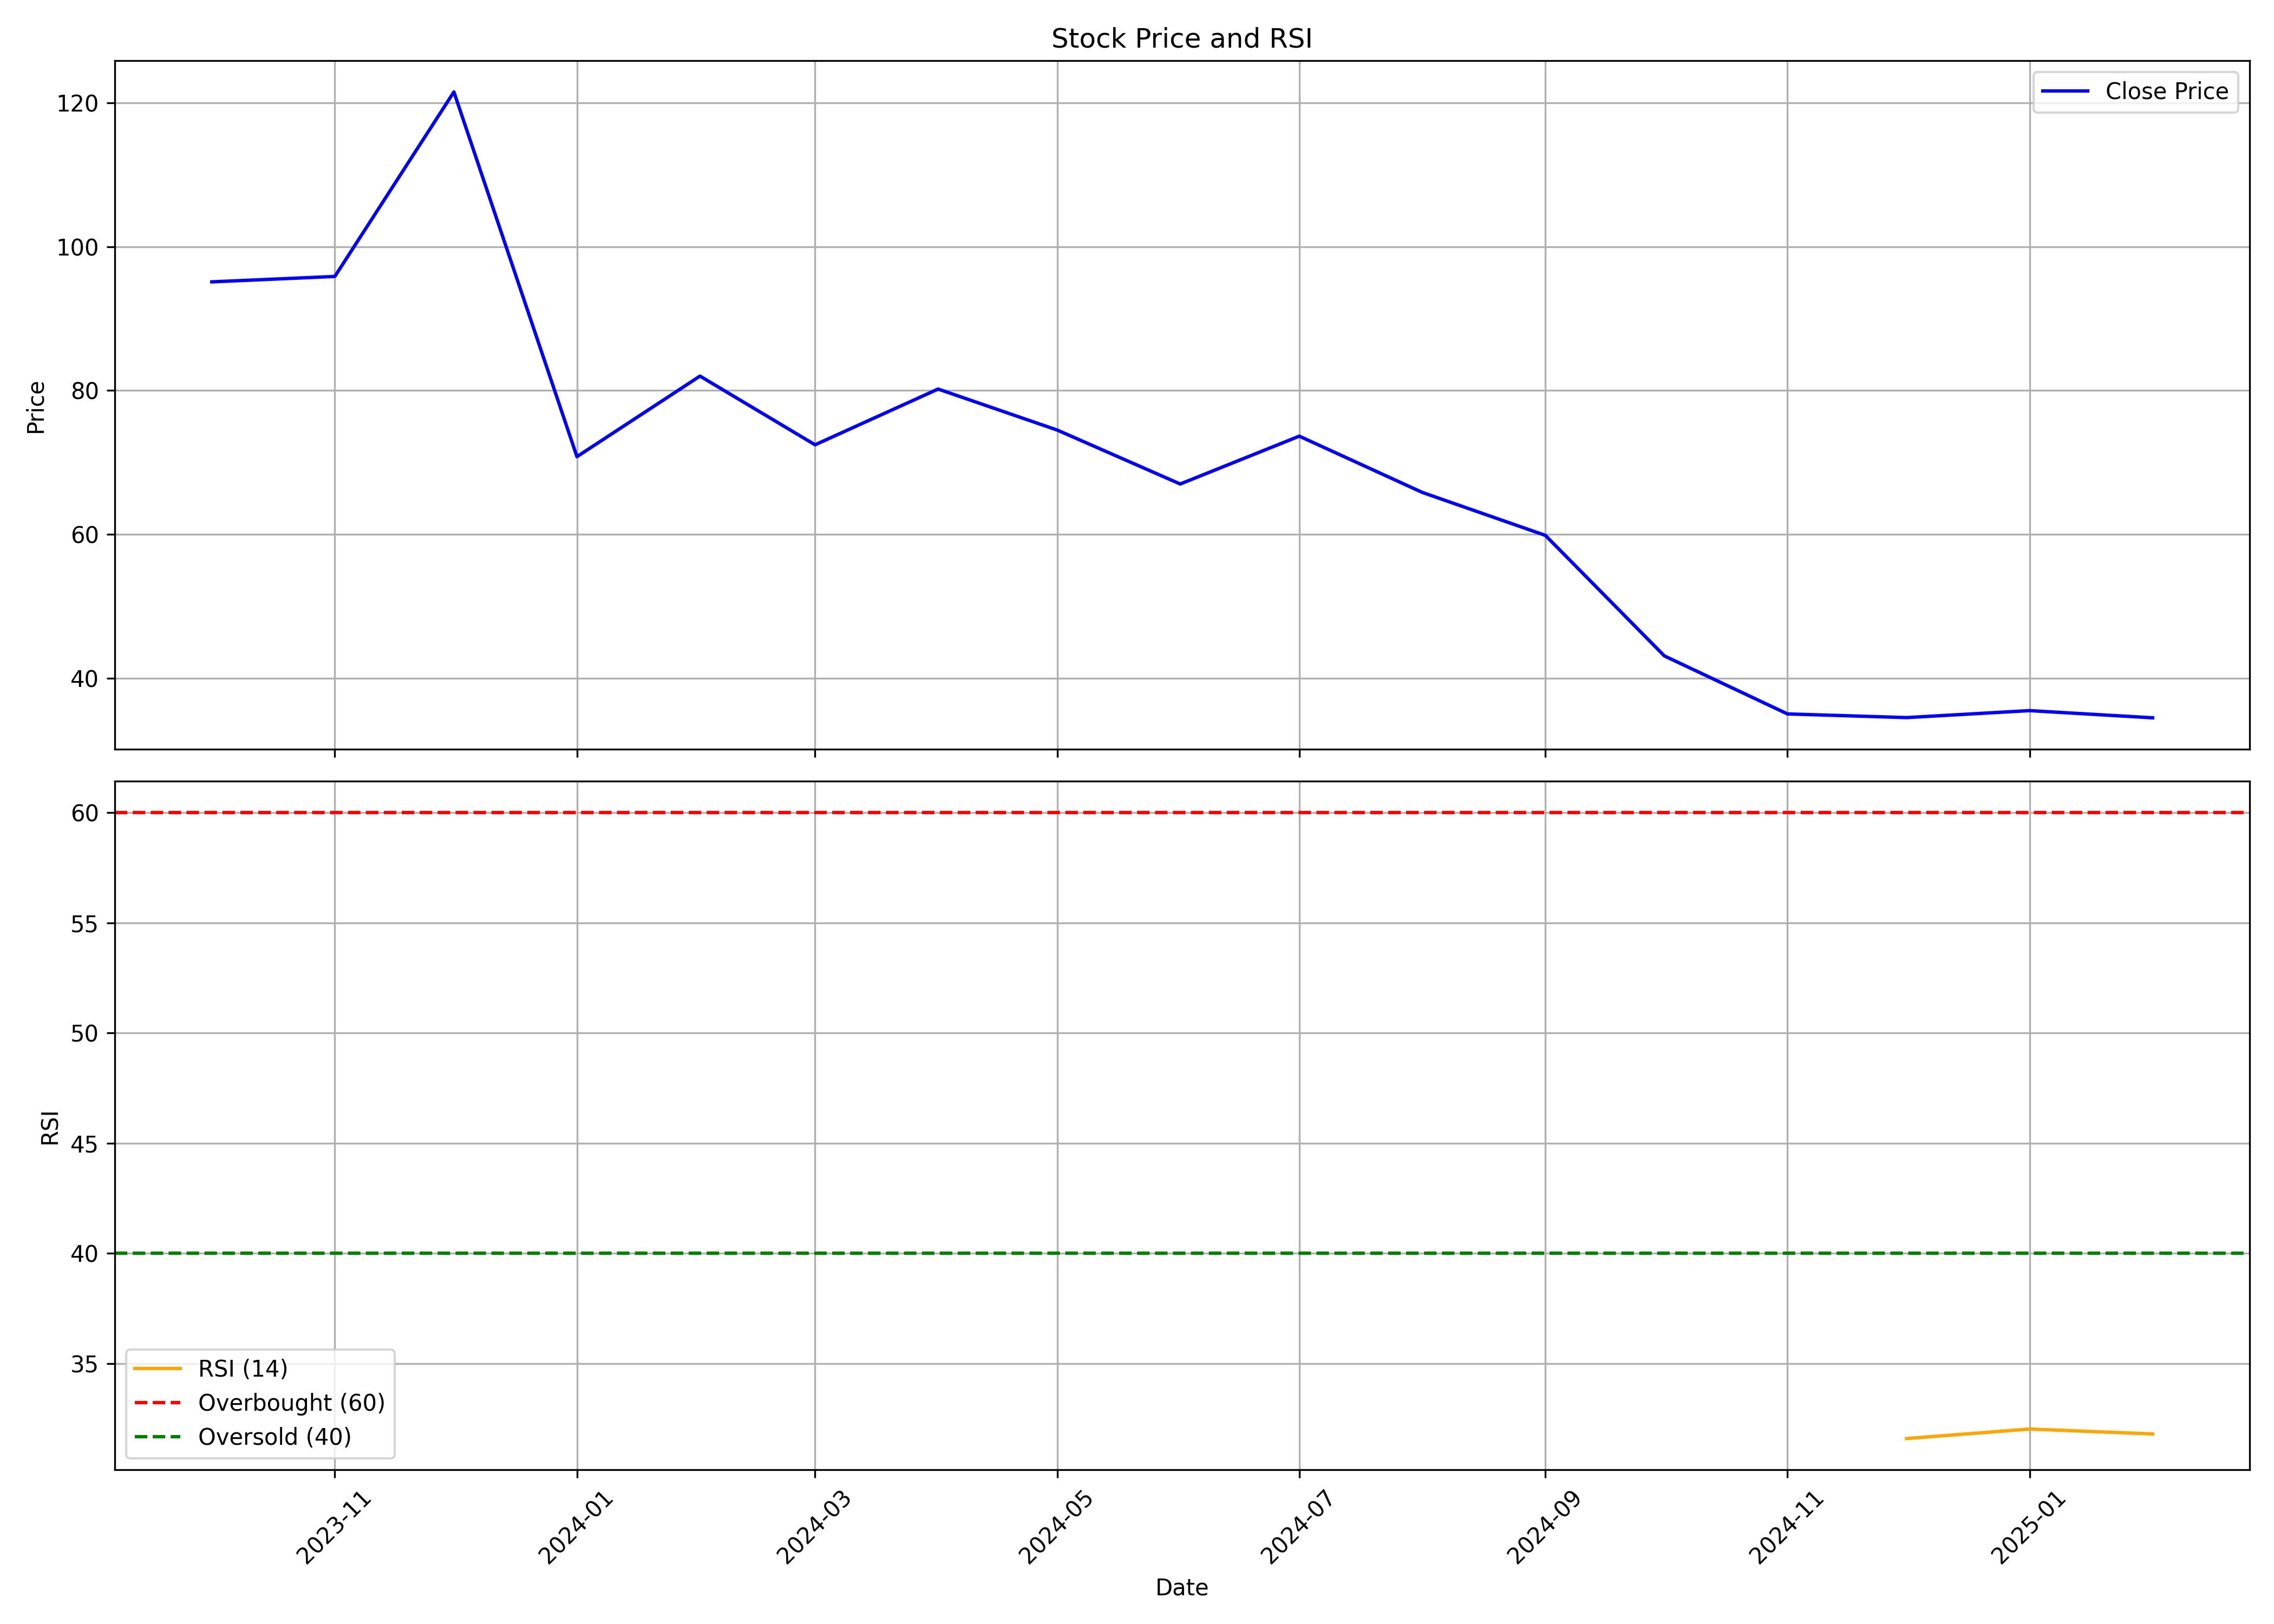 Stock Price and RSI
Close Price
120
100
80
60
40
Price
60
55
50
45
40
35
RSI
RSI (14)
Overbought (60)
Oversold (40)
2023-11
2024-01
2024-03
2024-05
2024-07
2024-09
2024-11
2025-01
Date